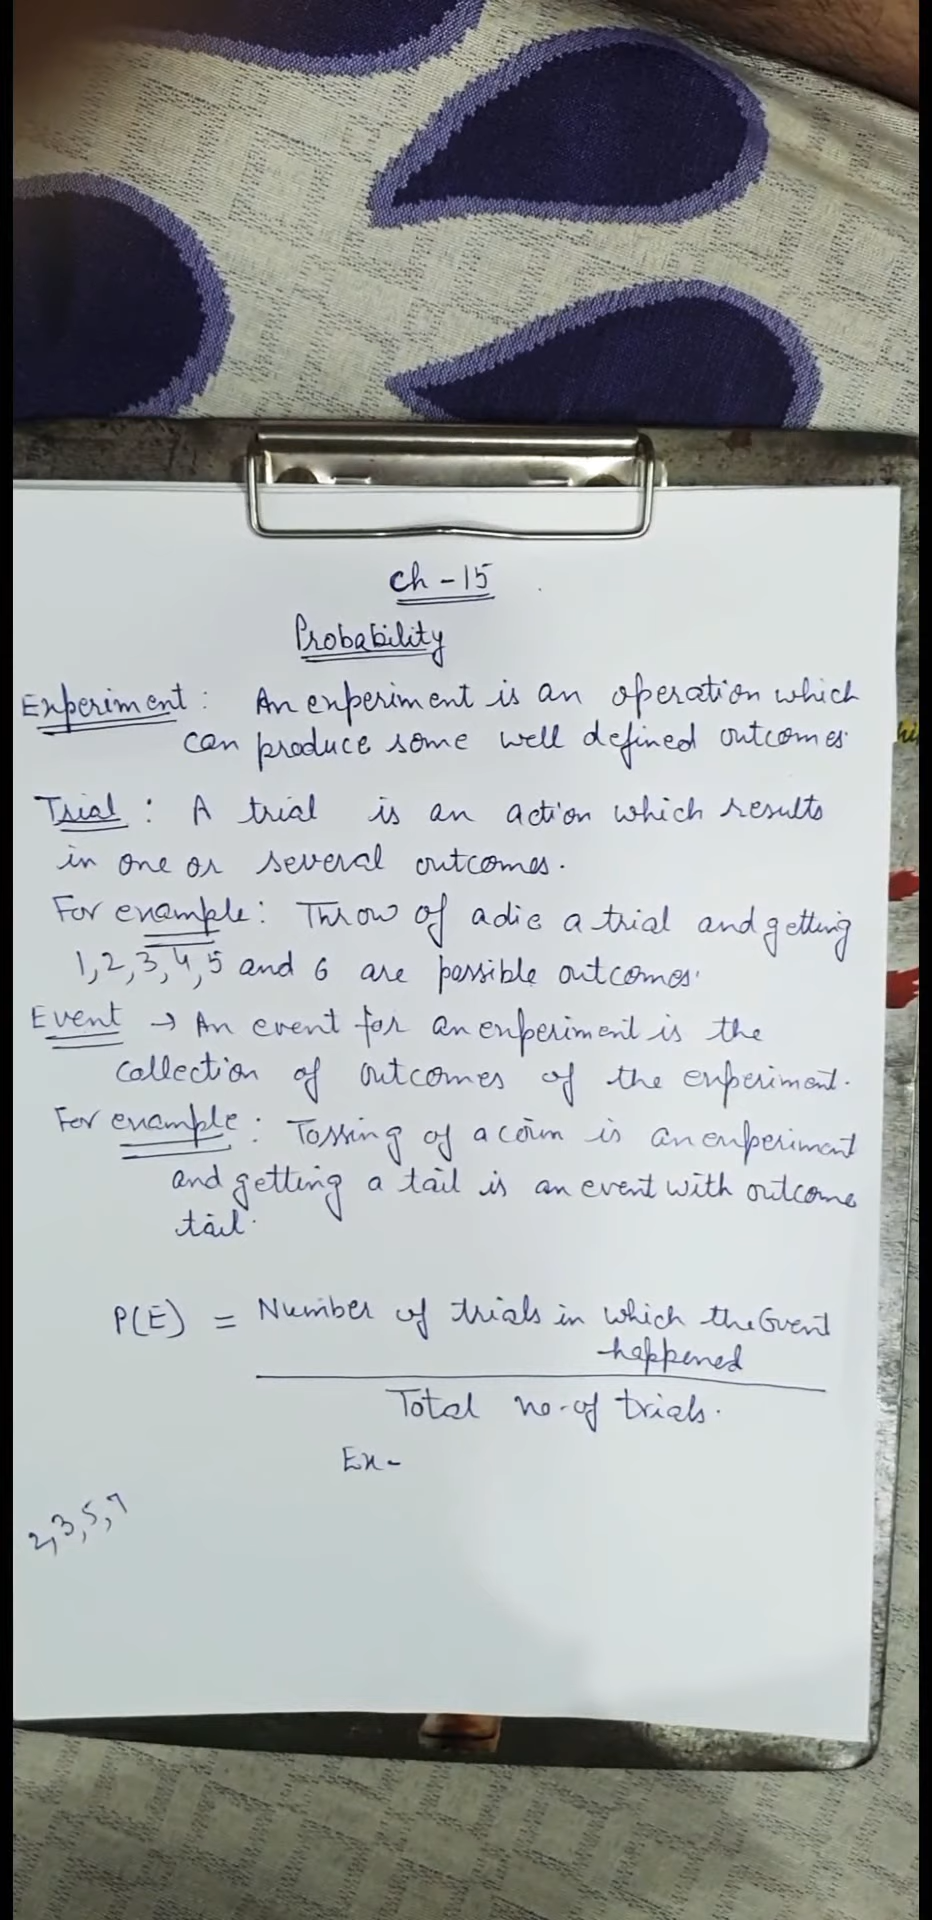 Ch - 15
Probability
Experiment : An experiment is an operation which
can produce some well defined outcomes.
Trial : A trial is an action which results
in one or several outcomes.
For example : Throw of a die a trial and getting
1,2,3,4,5 and 6 are possible outcomes.
Event → An event for an experiment is the
collection of outcomes of the experiment.
For example : Tossing of a coin is an experiment
and getting a tail is an event with outcome
tail.
P(E) = Number of trials in which the Event
happened
Total no. of trials.
Ex -
2,3,5,7